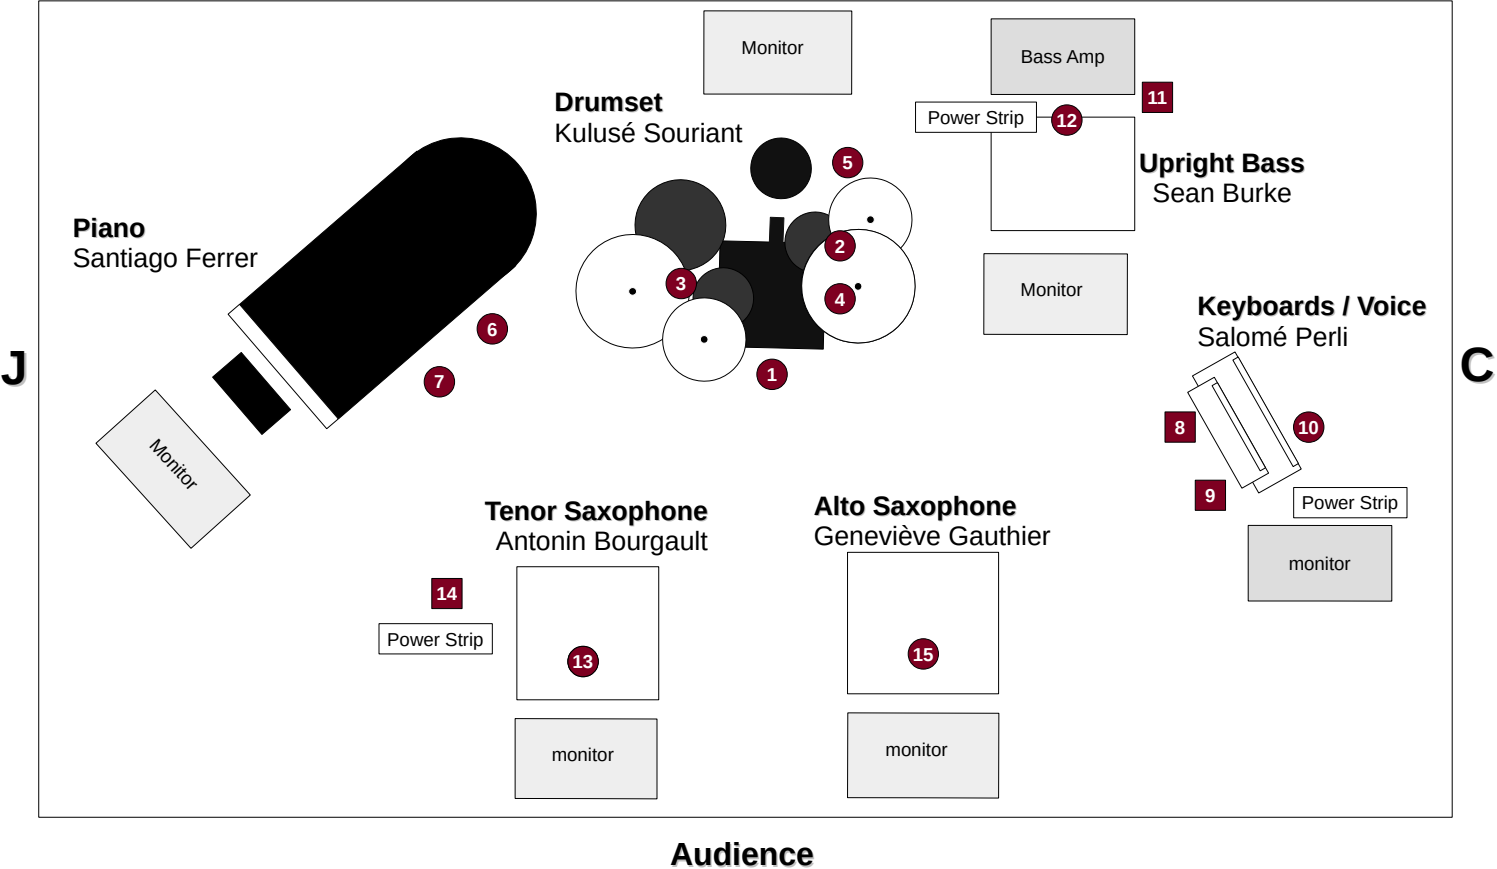 Monitor
Bass Amp
11
Power Strip
12
Drumset
Kulusé Souriant
5
Upright Bass
Sean Burke
Piano
Santiago Ferrer
2
3
4
Monitor
Keyboards / Voice
Salomé Perli
6
7
1
J
C
Monitor
8
10
9
Power Strip
monitor
Tenor Saxophone
Antonin Bourgault
Alto Saxophone
Geneviève Gauthier
14
Power Strip
13
15
monitor
monitor
Audience